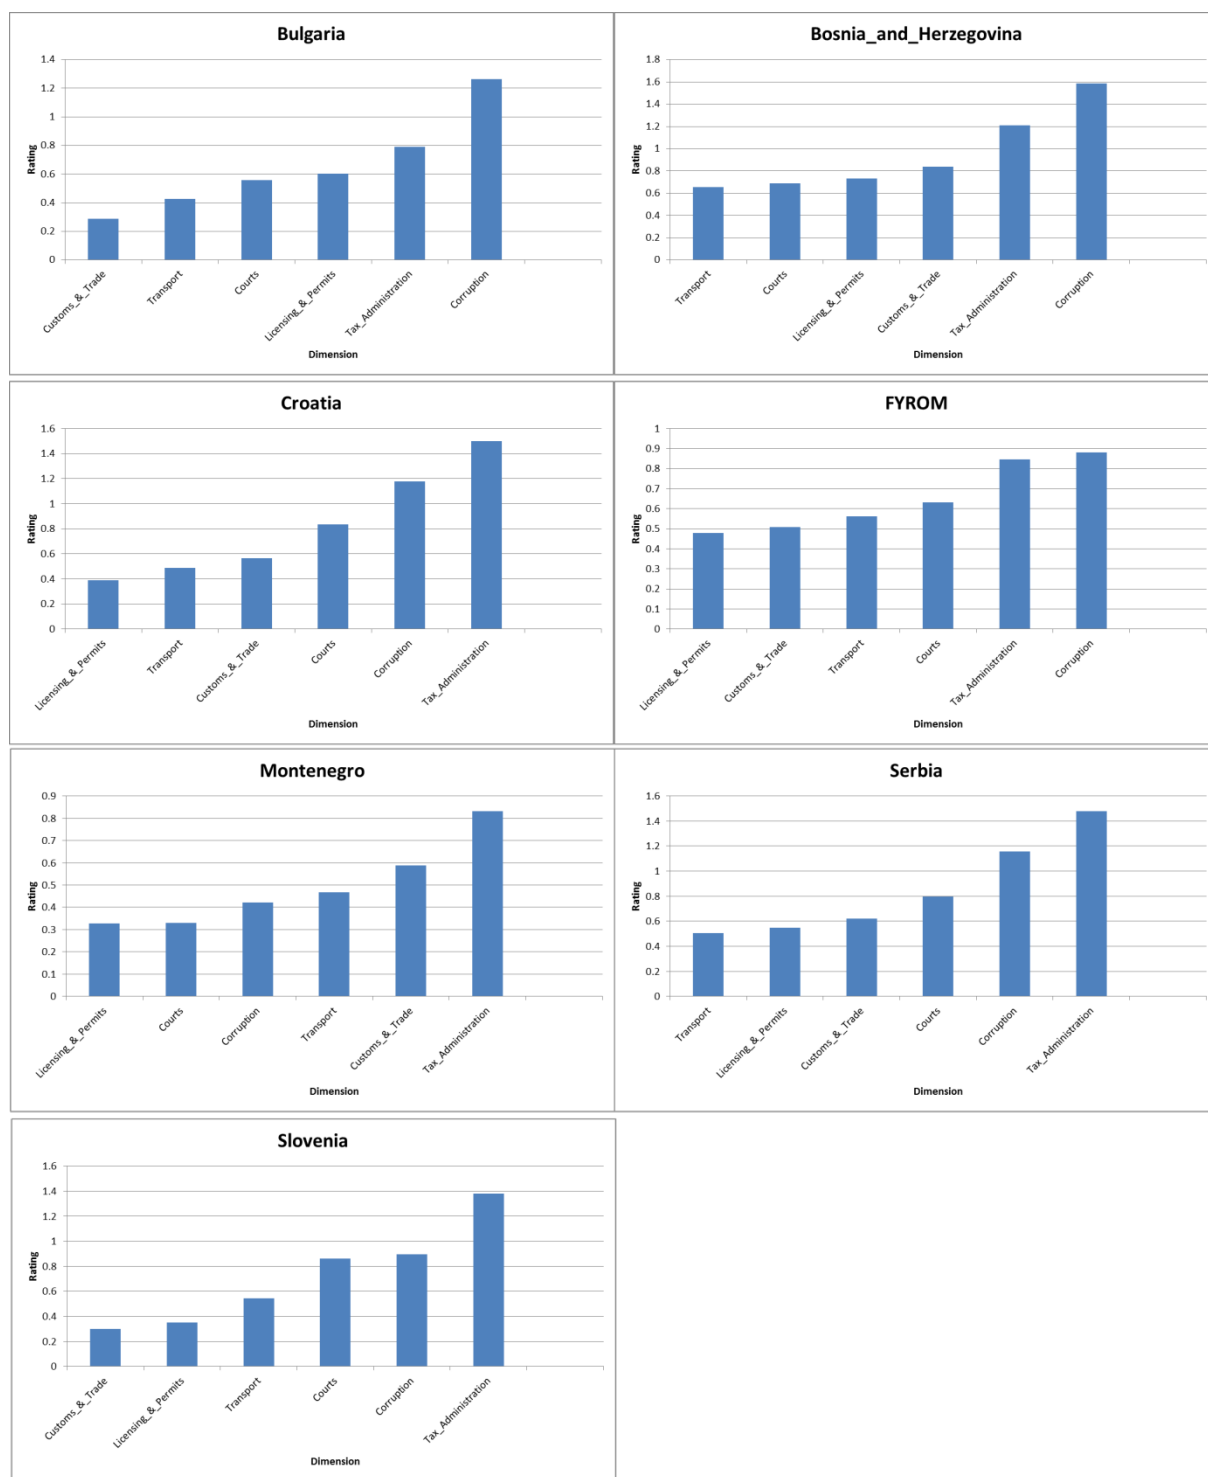 Bulgaria
1.4
1.2
1
0.8
0.6
0.4
0.2
0
Rating
Customs_&_Trade
Transport
Courts
Licensing_&_Permits
Tax_Administration
Corruption
Dimension
Bosnia_and_Herzegovina
1.8
1.6
1.4
1.2
1
0.8
0.6
0.4
0.2
0
Rating
Transport
Courts
Licensing_&_Permits
Customs_&_Trade
Tax_Administration
Corruption
Dimension
Croatia
1.6
1.4
1.2
1
0.8
0.6
0.4
0.2
0
Rating
Licensing_&_Permits
Transport
Customs_&_Trade
Courts
Corruption
Tax_Administration
Dimension
FYROM
1
0.9
0.8
0.7
0.6
0.5
0.4
0.3
0.2
0.1
0
Rating
Licensing_&_Permits
Customs_&_Trade
Transport
Courts
Tax_Administration
Corruption
Dimension
Montenegro
0.9
0.8
0.7
0.6
0.5
0.4
0.3
0.2
0.1
0
Rating
Licensing_&_Permits
Courts
Corruption
Transport
Customs_&_Trade
Tax_Administration
Dimension
Serbia
1.6
1.4
1.2
1
0.8
0.6
0.4
0.2
0
Rating
Transport
Licensing_&_Permits
Customs_&_Trade
Courts
Corruption
Tax_Administration
Dimension
Slovenia
1.6
1.4
1.2
1
0.8
0.6
0.4
0.2
0
Rating
Customs_&_Trade
Licensing_&_Permits
Transport
Courts
Corruption
Tax_Administration
Dimension